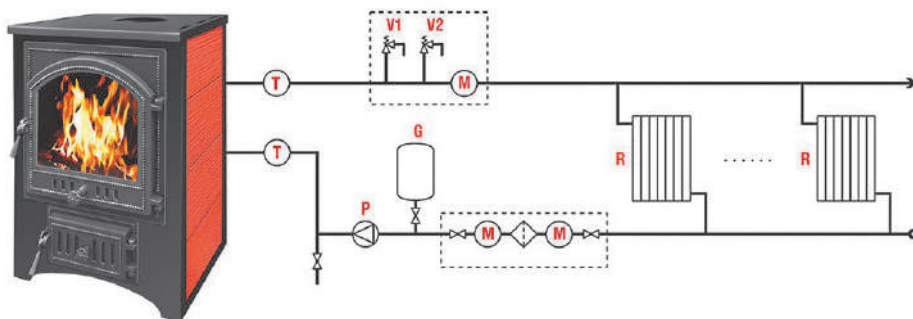 V1 V2
T M
G
T R ...... R
P
M M